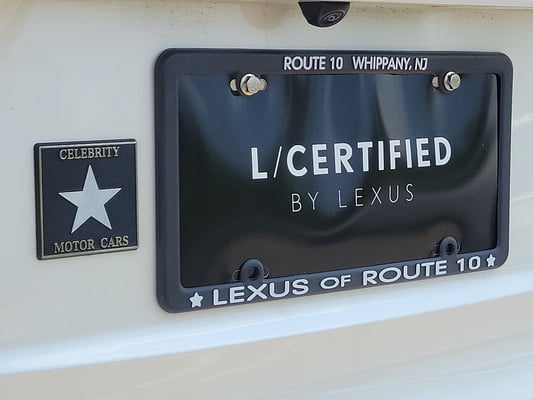 ROUTE 10 WHIPPANY, NJ
L/CERTIFIED
BY LEXUS
LEXUS OF ROUTE 10
CELEBRITY
MOTOR CARS